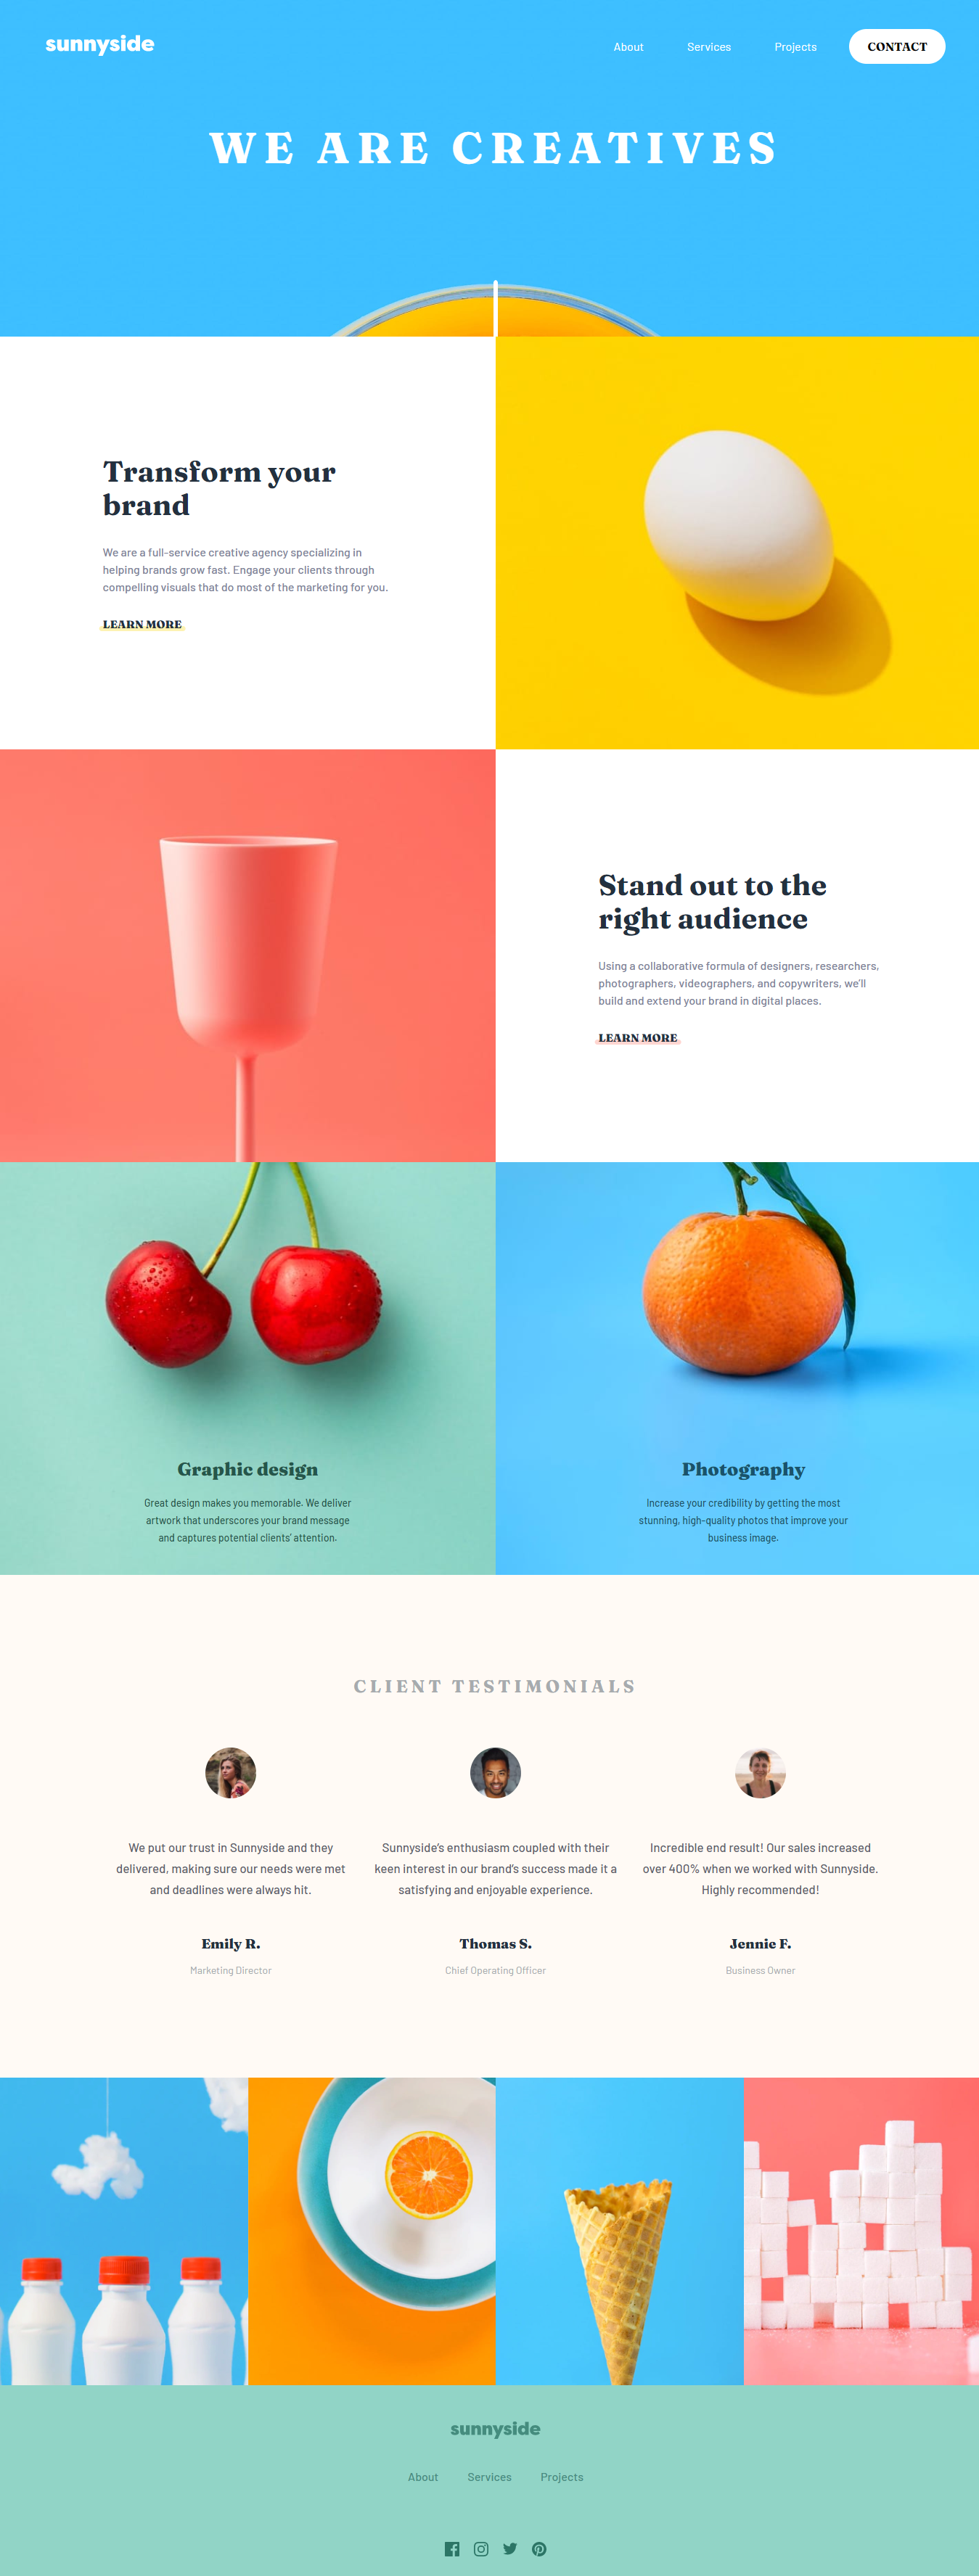 sunnyside
About Services Projects CONTACT
WE ARE CREATIVES
Transform your
brand
We are a full-service creative agency specializing in
helping brands grow fast. Engage your clients through
compelling visuals that do most of the marketing for you.
LEARN MORE
Stand out to the
right audience
Using a collaborative formula of designers, researchers,
photographers, videographers, and copywriters, we'll
build and extend your brand in digital places.
LEARN MORE
Graphic design
Great design makes you memorable. We deliver
artwork that underscores your brand message
and captures potential clients' attention.
Photography
Increase your credibility by getting the most
stunning, high-quality photos that improve your
business image.
CLIENT TESTIMONIALS
We put our trust in Sunnyside and they
delivered, making sure our needs were met
and deadlines were always hit.
Emily R.
Marketing Director
Sunnyside's enthusiasm coupled with their
keen interest in our brand's success made it a
satisfying and enjoyable experience.
Thomas S.
Chief Operating Officer
Incredible end result! Our sales increased
over 400% when we worked with Sunnyside.
Highly recommended!
Jennie F.
Business Owner
sunnyside
About Services Projects